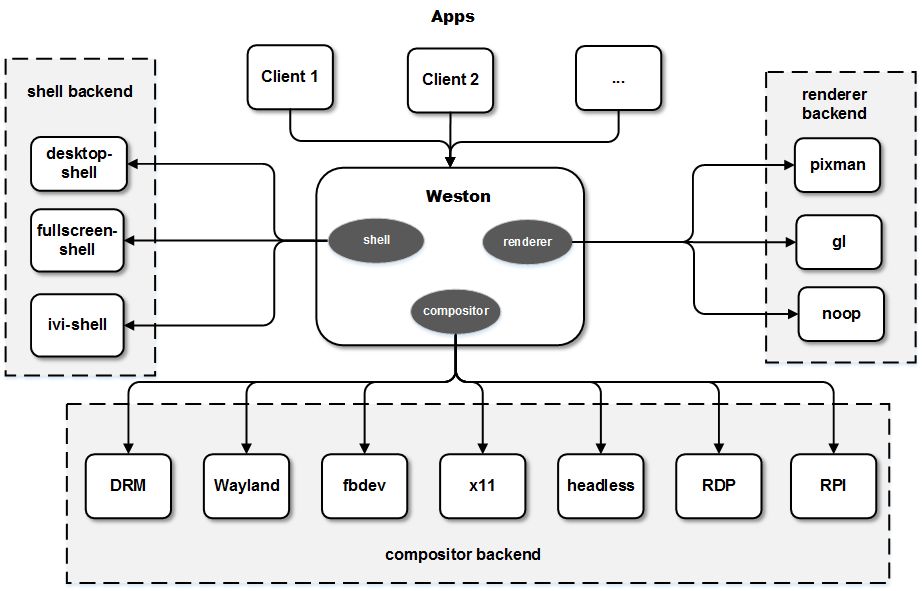 Apps
Client 1
Client 2
...
shell backend
desktop-
shell
fullscreen-
shell
ivi-shell
Weston
shell
renderer
compositor
renderer
backend
pixman
gl
noop
DRM
Wayland
fbdev
x11
headless
RDP
RPI
compositor backend